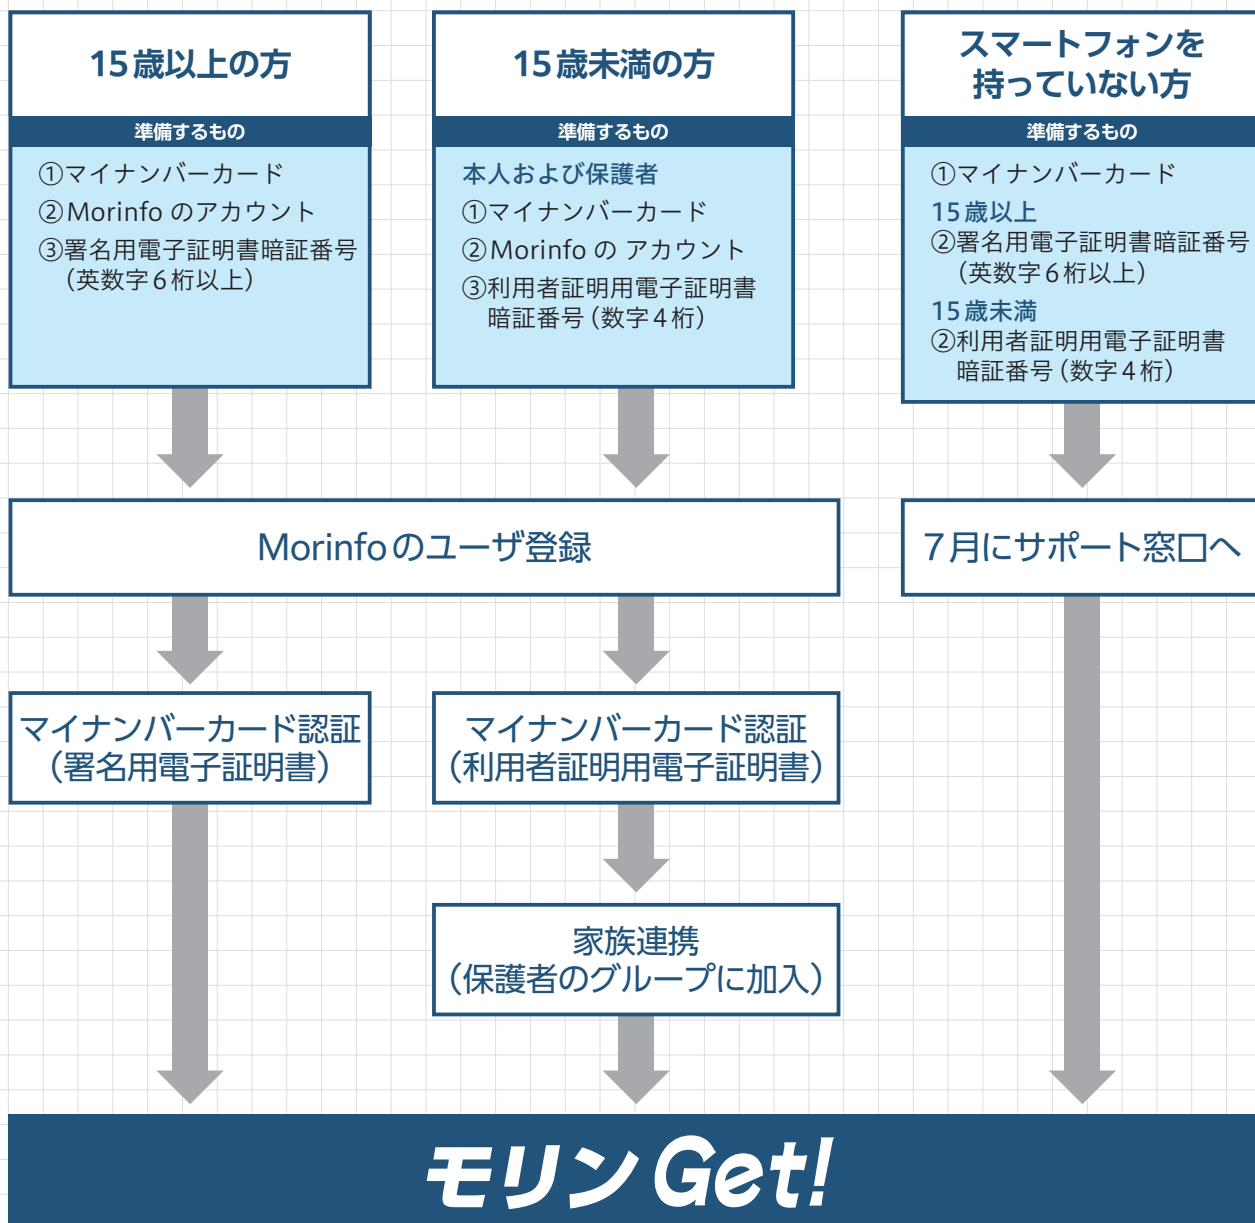 15歳以上の方
準備するもの
①マイナンバーカード
②Morinfo のアカウント
③署名用電子証明書暗証番号
(英数字6桁以上)
15歳未満の方
準備するもの
本人および保護者
①マイナンバーカード
②Morinfo の アカウント
③利用者証明用電子証明書
暗証番号(数字4桁)
スマートフォンを
持っていない方
準備するもの
①マイナンバーカード
15歳以上
②署名用電子証明書暗証番号
(英数字6桁以上)
15歳未満
②利用者証明用電子証明書
暗証番号(数字4桁)
Morinfoのユーザ登録
7月にサポート窓口へ
マイナンバーカード認証
(署名用電子証明書)
マイナンバーカード認証
(利用者証明用電子証明書)
家族連携
(保護者のグループに加入)
モリンGet!